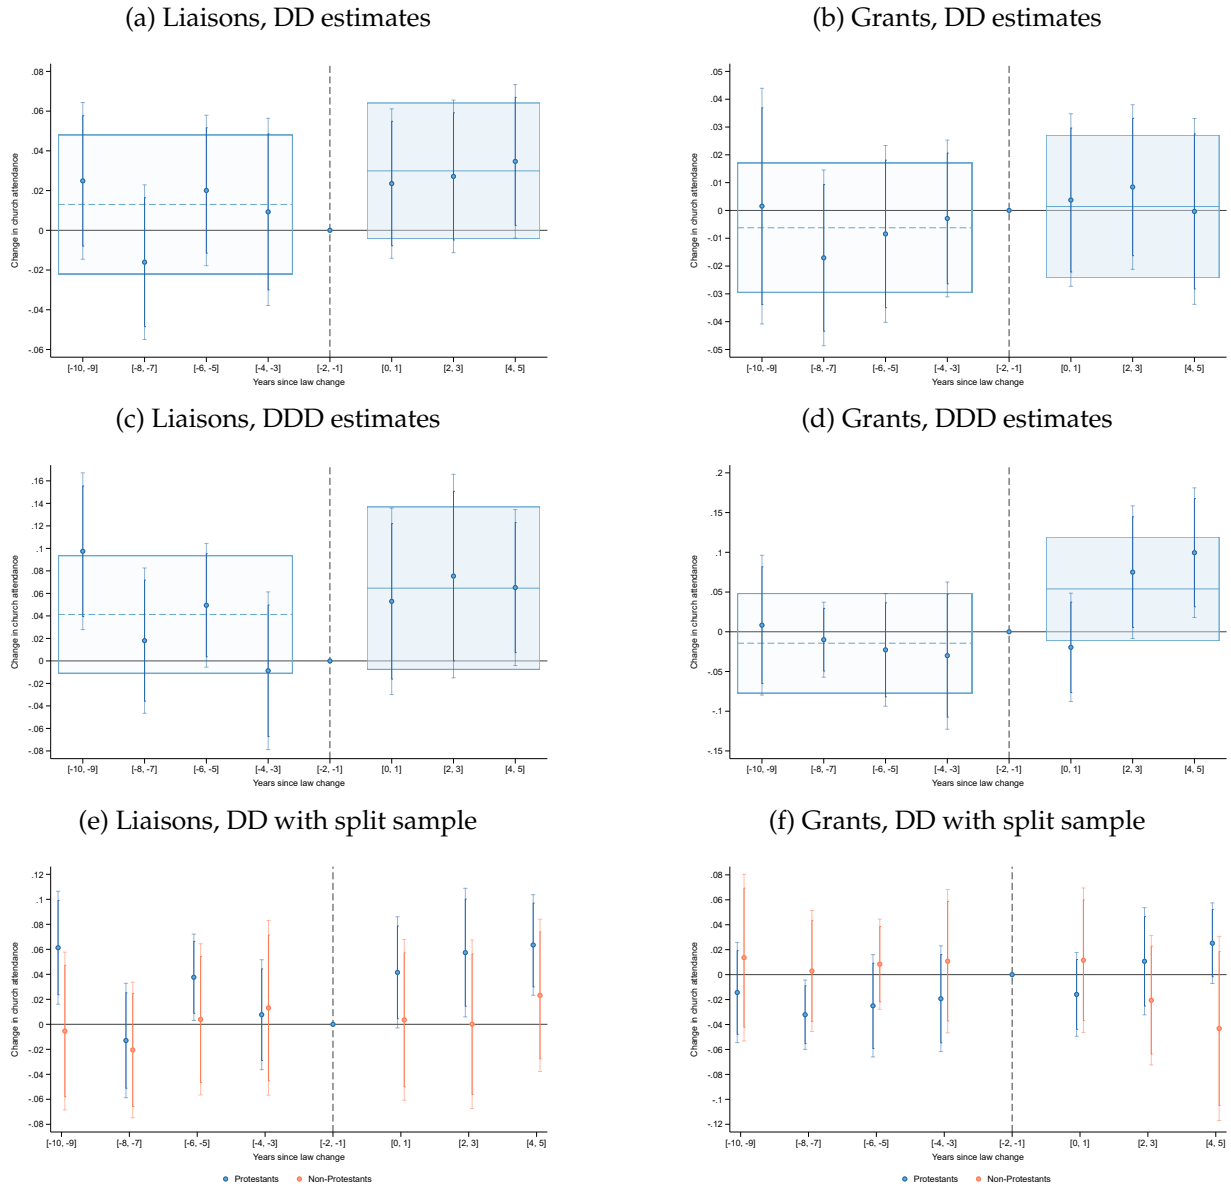 (a) Liaisons, DD estimates
Change in church attendance
.08
.06
.04
.02
0
-.02
-.04
-.06
[-10, -9] [-8, -7] [-6, -5] [-4, -3] [-2, -1] [0, 1] [2, 3] [4, 5]
Years since law change
(b) Grants, DD estimates
Change in church attendance
.05
.04
.03
.02
.01
0
-.01
-.02
-.03
-.04
-.05
[-10, -9] [-8, -7] [-6, -5] [-4, -3] [-2, -1] [0, 1] [2, 3] [4, 5]
Years since law change
(c) Liaisons, DDD estimates
Change in church attendance
.16
.14
.12
.1
.08
.06
.04
.02
0
-.02
-.04
-.06
-.08
[-10, -9] [-8, -7] [-6, -5] [-4, -3] [-2, -1] [0, 1] [2, 3] [4, 5]
Years since law change
(d) Grants, DDD estimates
Change in church attendance
.2
.15
.1
.05
0
-.05
-.1
-.15
[-10, -9] [-8, -7] [-6, -5] [-4, -3] [-2, -1] [0, 1] [2, 3] [4, 5]
Years since law change
(e) Liaisons, DD with split sample
Change in church attendance
.12
.1
.08
.06
.04
.02
0
-.02
-.04
-.06
-.08
[-10, -9] [-8, -7] [-6, -5] [-4, -3] [-2, -1] [0, 1] [2, 3] [4, 5]
Years since law change
Protestants Non-Protestants
(f) Grants, DD with split sample
Change in church attendance
.08
.06
.04
.02
0
-.02
-.04
-.06
-.08
-.1
-.12
[-10, -9] [-8, -7] [-6, -5] [-4, -3] [-2, -1] [0, 1] [2, 3] [4, 5]
Years since law change
Protestants Non-Protestants